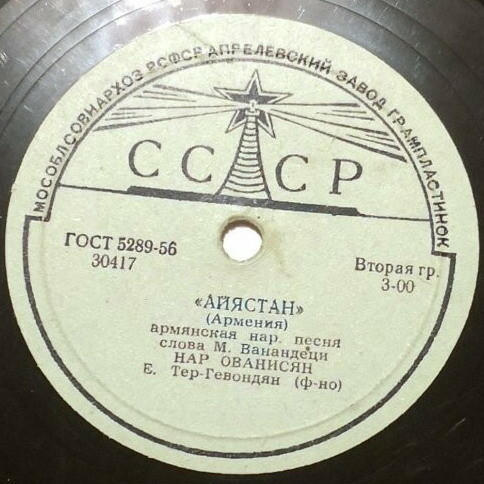 МОСОБЛСОВНАРХОЗ РСФСР АПРЕЛЕВСКИЙ ЗАВОД ГРАМПЛАСТИНОК
СССР
ГОСТ 5289-56
30417
Вторая гр.
3-00
«АЙЯСТАН»
(Армения)
армянская нар. песня
слова М. Ванандеци
НАР ОВАНИСЯН
Е. Тер-Гевондян (ф-но)